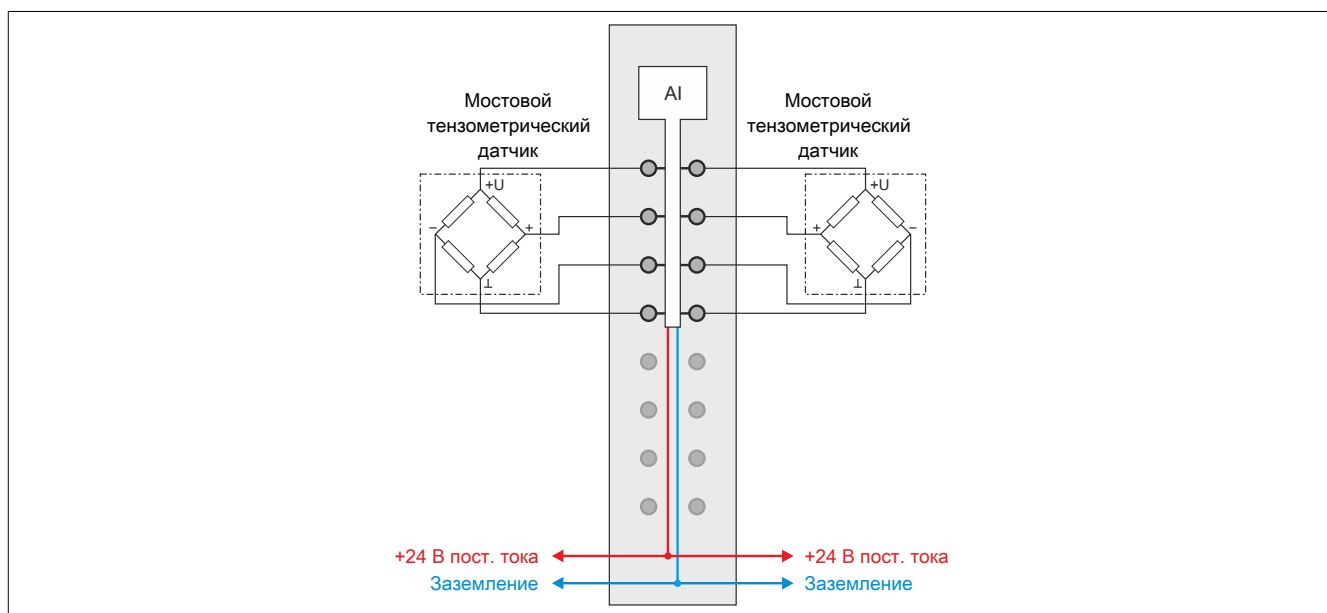 AI
Мостовой
тензометрический
датчик
Мостовой
тензометрический
датчик
+U
−
+
⊥
+U
+
−
⊥
+24 В пост. тока
+24 В пост. тока
Заземление
Заземление